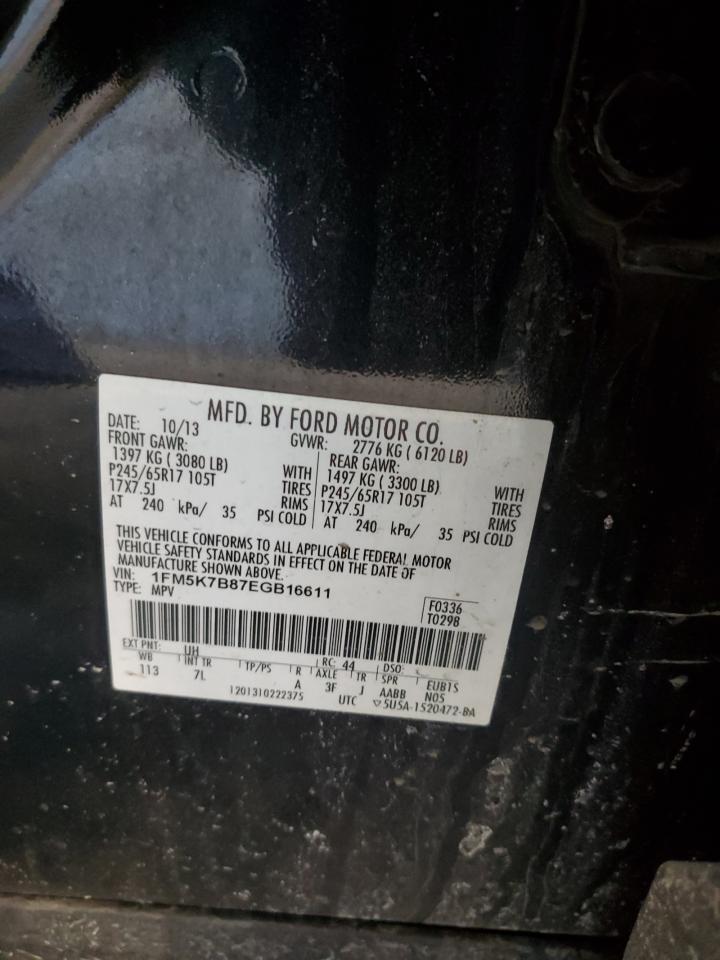 MFD. BY FORD MOTOR CO.
DATE: 10/13 GVWR: 2776 KG ( 6120 LB)
FRONT GAWR: REAR GAWR:
1397 KG ( 3080 LB) WITH 1497 KG ( 3300 LB) WITH
P245/65R17 105T TIRES P245/65R17 105T TIRES
17X7.5J RIMS 17X7.5J RIMS
AT 240 kPa/ 35 PSI COLD AT 240 kPa/ 35 PSI COLD
THIS VEHICLE CONFORMS TO ALL APPLICABLE FEDERAL MOTOR
VEHICLE SAFETY STANDARDS IN EFFECT ON THE DATE OF
MANUFACTURE SHOWN ABOVE.
VIN: 1FM5K7B87EGB16611
TYPE: MPV
F0336
T0298
EXT PNT: UH RC: 44 DSO:
WB INT TR TP/PS R AXLE TR SPR EUB1S
113 7L A 3F J AABB N05
1201310222375 UTC ▽5U5A-1520472-BA